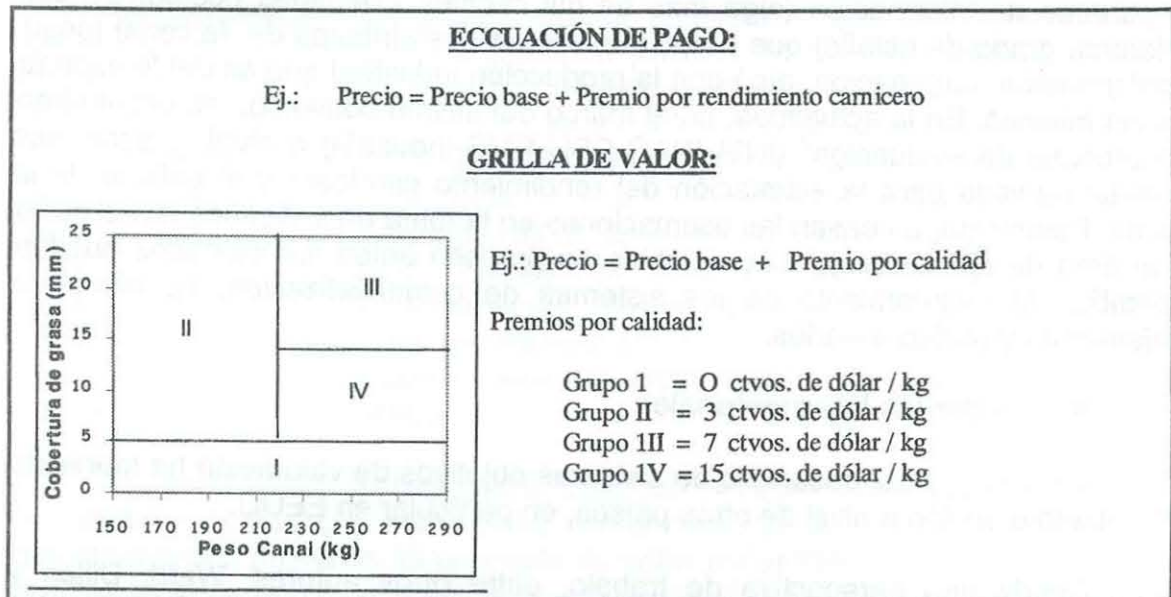 ECCUACIÓN DE PAGO:
Ej.: Precio = Precio base + Premio por rendimiento carnicero
GRILLA DE VALOR:
Cobertura de grasa (mm)
25
20
15
10
5
0
II
III
IV
I
150 170 190 210 230 250 270 290
Peso Canal (kg)
Ej.: Precio = Precio base + Premio por calidad
Premios por calidad:
Grupo 1 = O ctvos. de dólar / kg
Grupo II = 3 ctvos. de dólar / kg
Grupo 1II = 7 ctvos. de dólar / kg
Grupo 1V = 15 ctvos. de dólar / kg